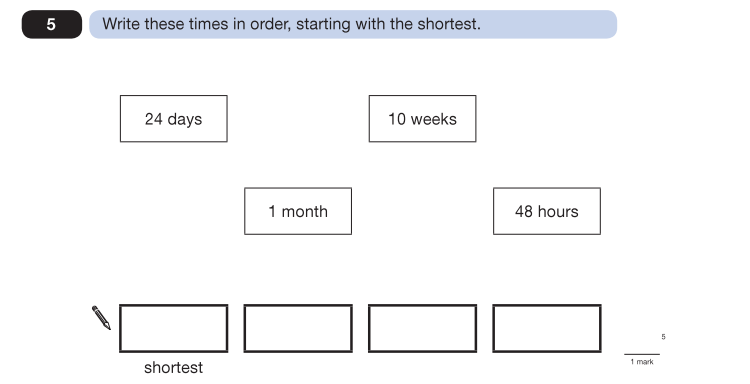 5
Write these times in order, starting with the shortest.
24 days
10 weeks
1 month
48 hours
shortest
5
1 mark